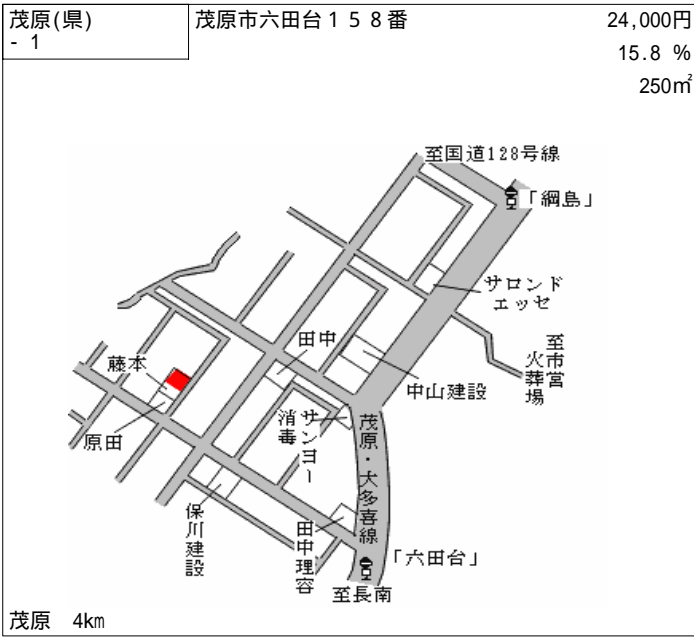 茂原(県)
- 1
茂原市六田台１５８番
24,000円
15.8 %
250㎡
至国道128号線
「綱島」
サロンド
エッセ
至市営
火葬場
田中
中山建設
藤本
原田
サンヨー
消毒
茂原・大多喜線
保川建設
田中理容
「六田台」
至長南
茂原　4km